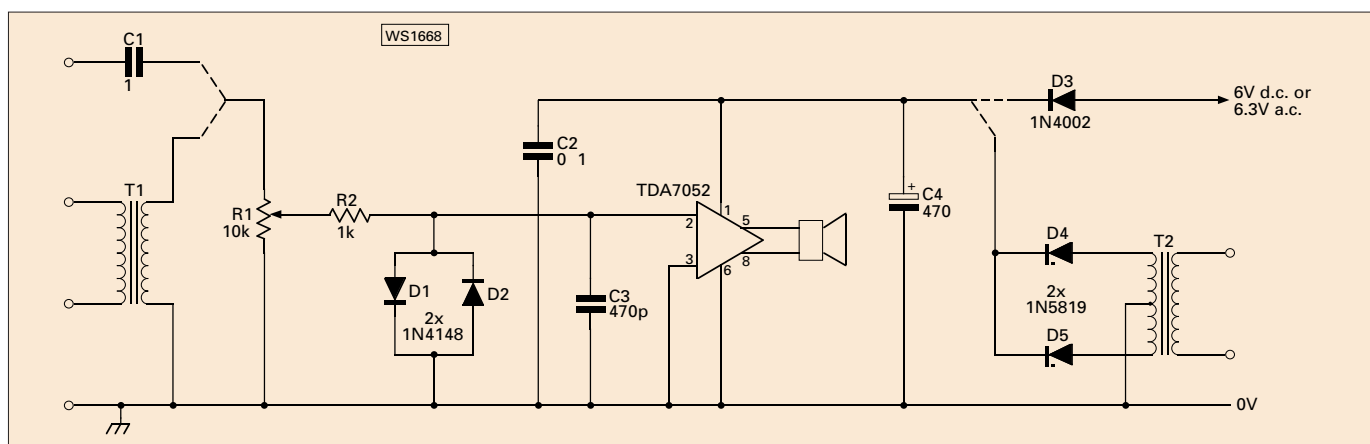 WS1668
C1
1
T1
R1
10k
R2
1k
D1
D2
2x
1N4148
C2
0 1
C3
470p
TDA7052
1
2
3
5
8
6
+
C4
470
D3
1N4002
6V d.c. or
6.3V a.c.
D4
2x
1N5819
D5
T2
0V